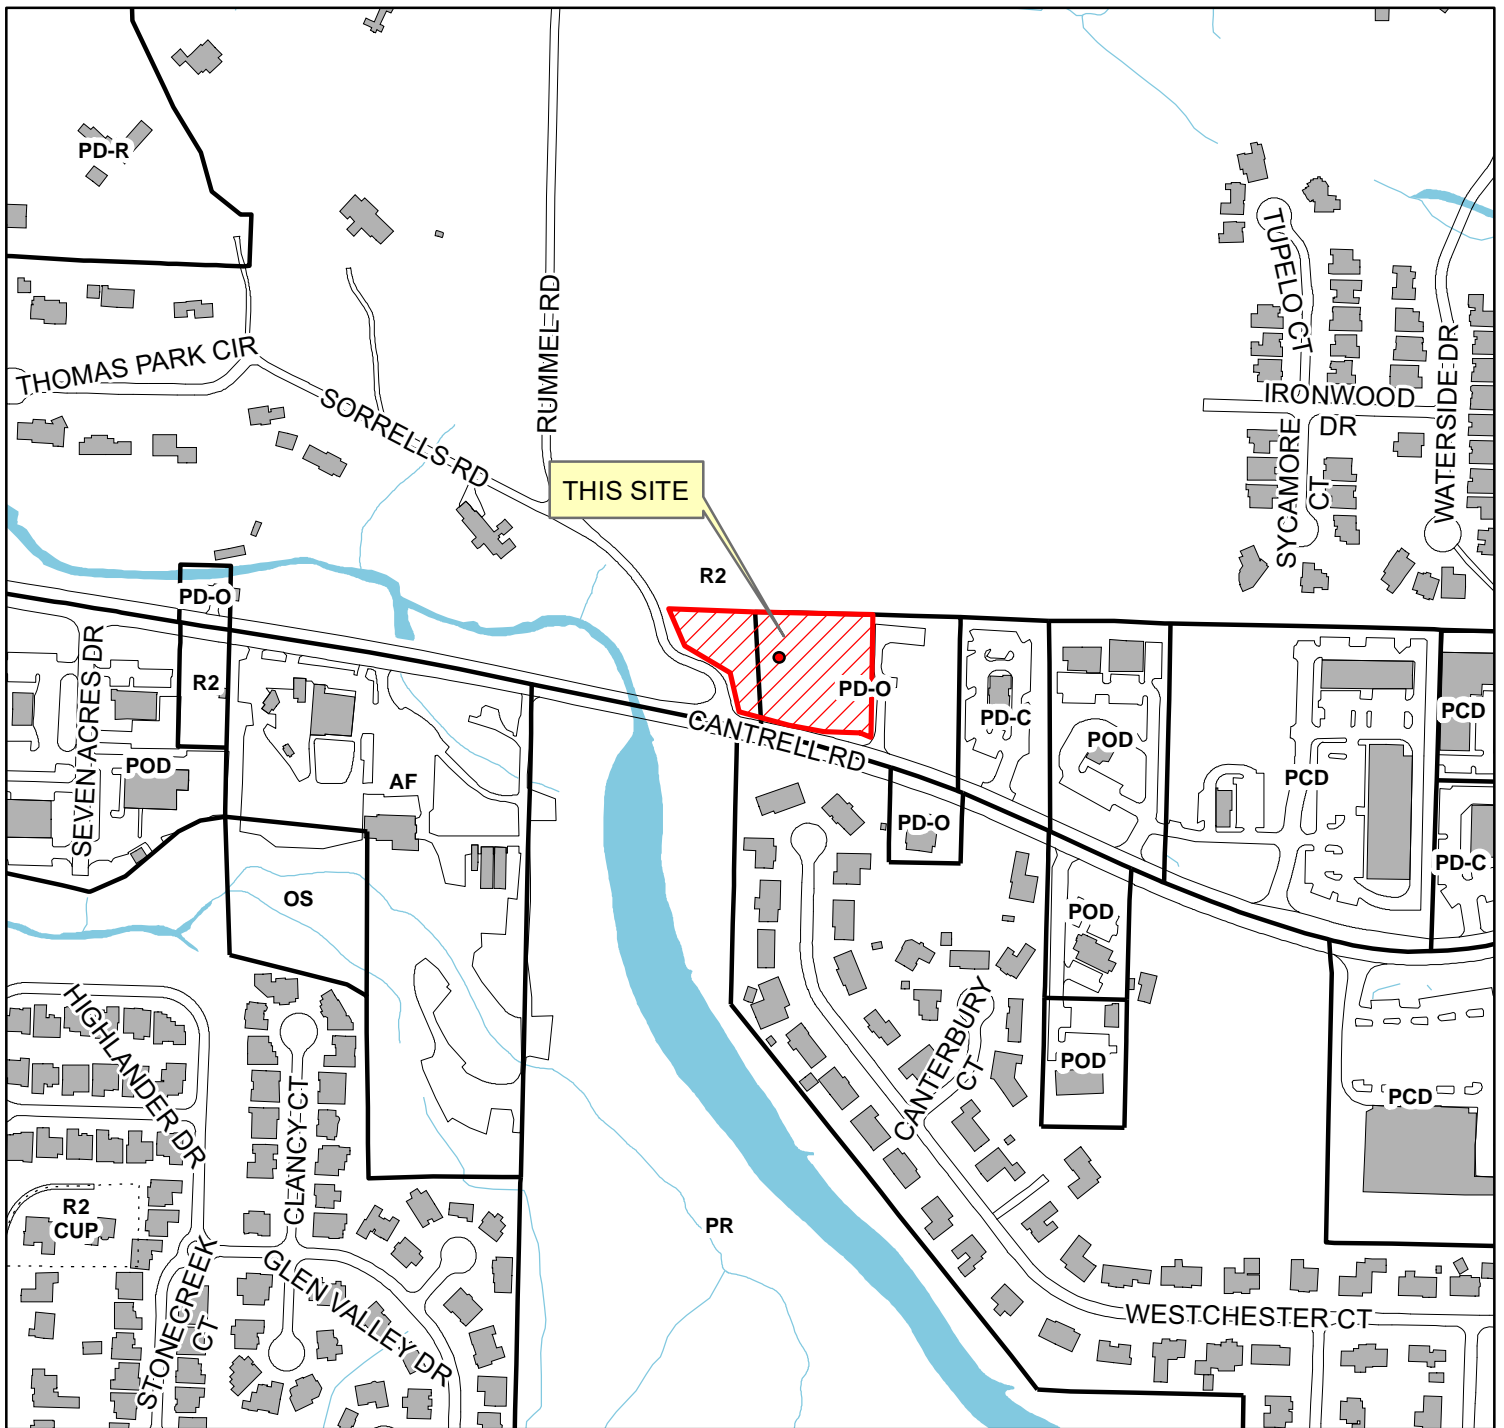 PD-R
TUPELO CT
RUMMEL RD
WATERSIDE DR
THOMAS PARK CIR
SORRELLS RD
IRONWOOD
DR
SYCAMORE
CT
THIS SITE
R2
PD-O
SEVEN ACRES DR
R2
PD-O
PD-C
PCD
CANTRELL RD
POD
POD
AF
PCD
PD-O
PD-C
OS
POD
HIGHLANDER DR
CANTERBURY
CT
POD
CLANCY CT
PCD
R2
CUP
PR
STONECREEK
CT
GLEN VALLEY DR
WESTCHESTER CT